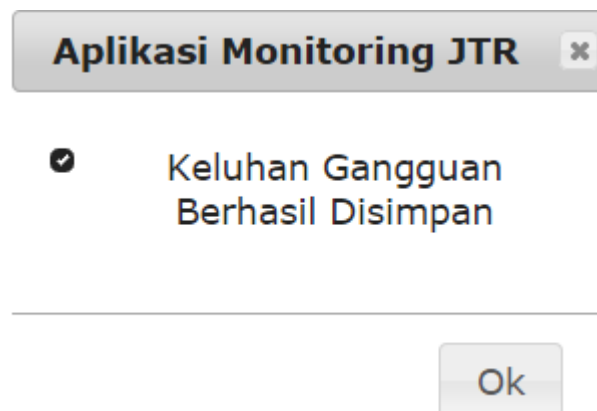 Aplikasi Monitoring JTR
Keluhan Gangguan
Berhasil Disimpan
Ok